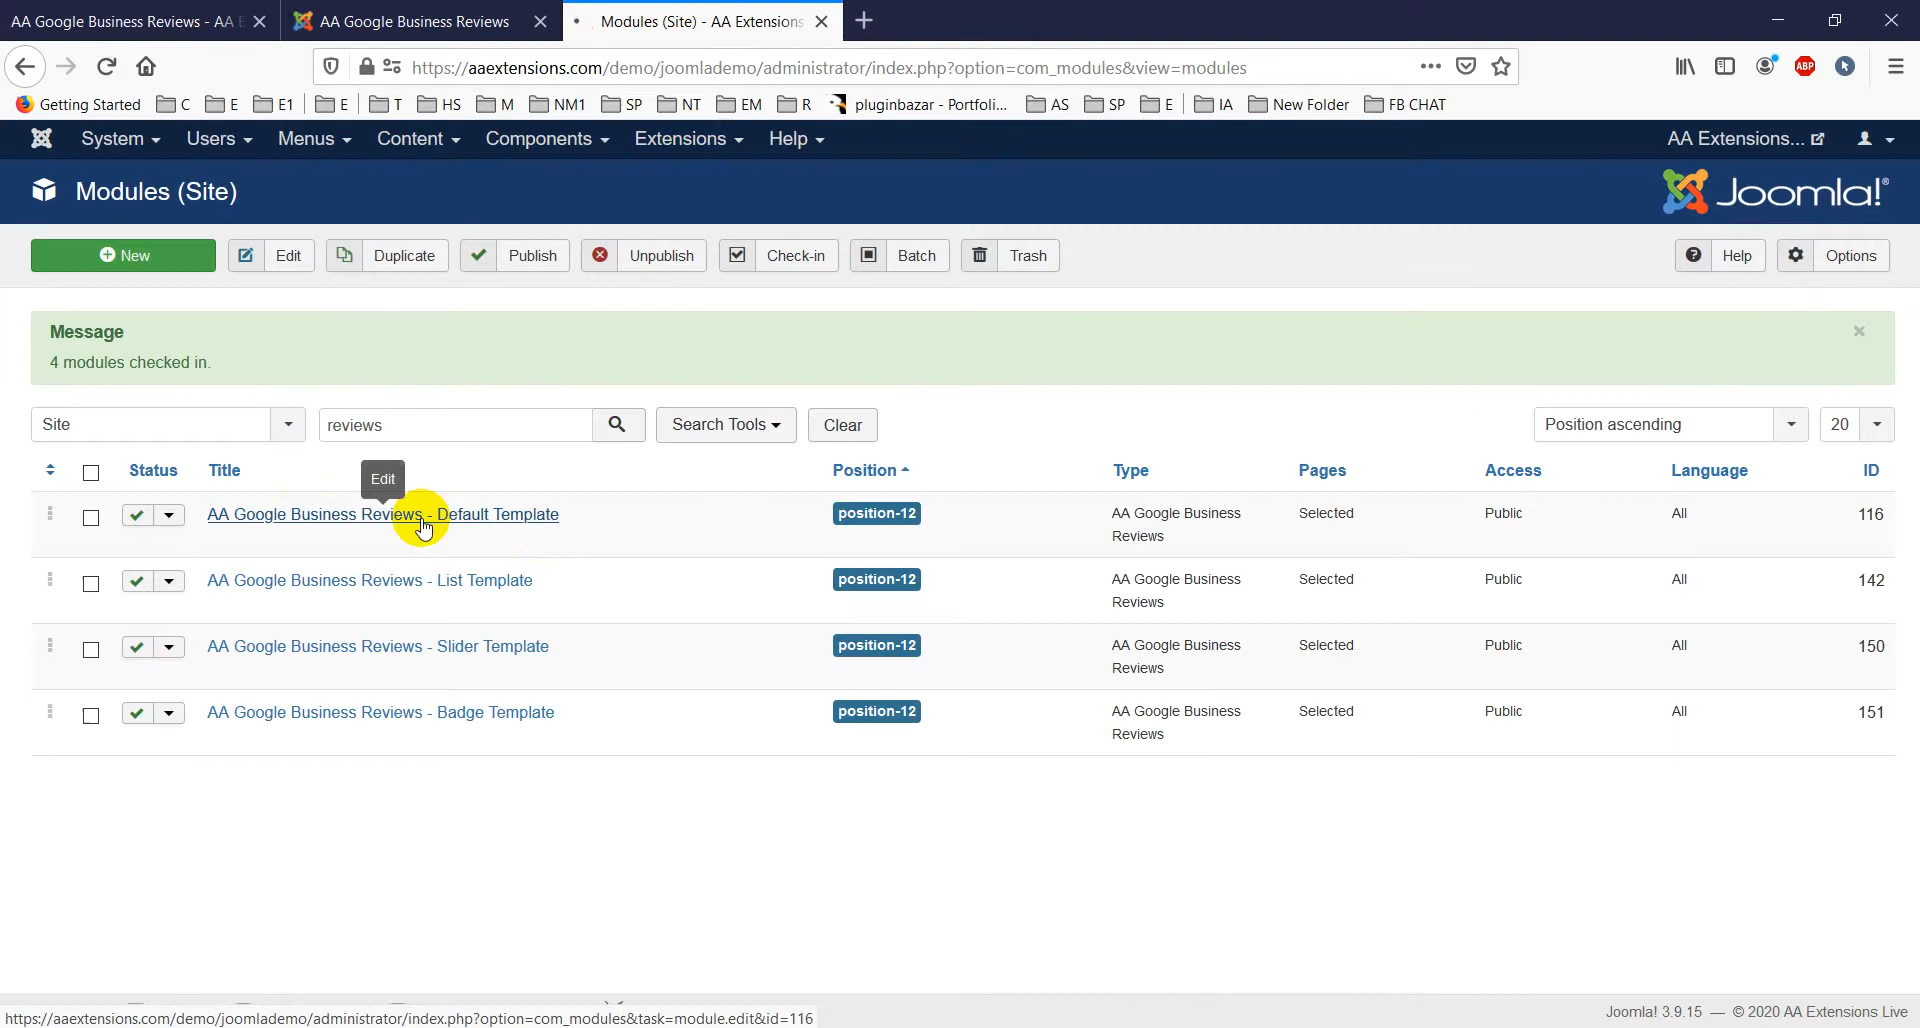 AA Google Business Reviews - AA E
AA Google Business Reviews
Modules (Site) - AA Extensions
https://aaextensions.com/demo/joomlademo/administrator/index.php?option=com_modules&view=modules
ABP
Getting Started C E E1 E T HS M NM1 SP NT EM R pluginbazar - Portfoli... AS SP E IA New Folder FB CHAT
System Users Menus Content Components Extensions Help AA Extensions...
Modules (Site)
Joomla!®
New Edit Duplicate Publish Unpublish Check-in Batch Trash Help Options
Message
4 modules checked in.
Site reviews Search Tools Clear Position ascending 20
Status Title Position Type Pages Access Language ID
Edit
AA Google Business Reviews - Default Template position-12 AA Google Business Selected Public All 116
Reviews
AA Google Business Reviews - List Template position-12 AA Google Business Selected Public All 142
Reviews
AA Google Business Reviews - Slider Template position-12 AA Google Business Selected Public All 150
Reviews
AA Google Business Reviews - Badge Template position-12 AA Google Business Selected Public All 151
Reviews
https://aaextensions.com/demo/joomlademo/administrator/index.php?option=com_modules&task=module.edit&id=116
Joomla! 3.9.15 — © 2020 AA Extensions Live